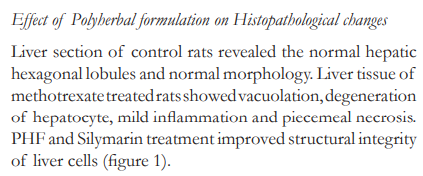 Effect of Polyherbal formulation on Histopathological changes
Liver section of control rats revealed the normal hepatic
hexagonal lobules and normal morphology. Liver tissue of
methotrexate treated rats showed vacuolation, degeneration
of hepatocyte, mild inflammation and piecemeal necrosis.
PHF and Silymarin treatment improved structural integrity
of liver cells (figure 1).